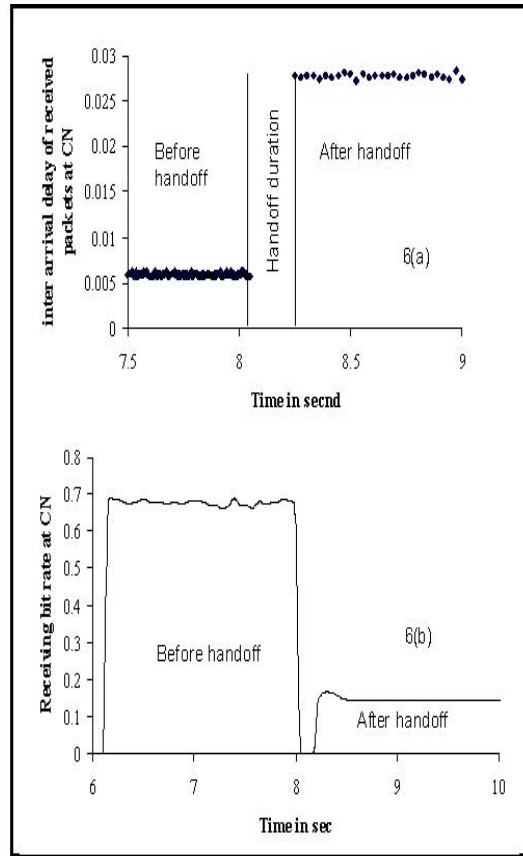 inter arrival delay of received
packets at CN
0.03
0.025
0.02
0.015
0.01
0.005
0
Before
handoff
Handoff duration
After handoff
6(a)
7.5
8
8.5
9
Time in secnd
Receiving bit rate at CN
0.8
0.7
0.6
0.5
0.4
0.3
0.2
0.1
0
Before handoff
6(b)
After handoff
6
7
8
9
10
Time in sec